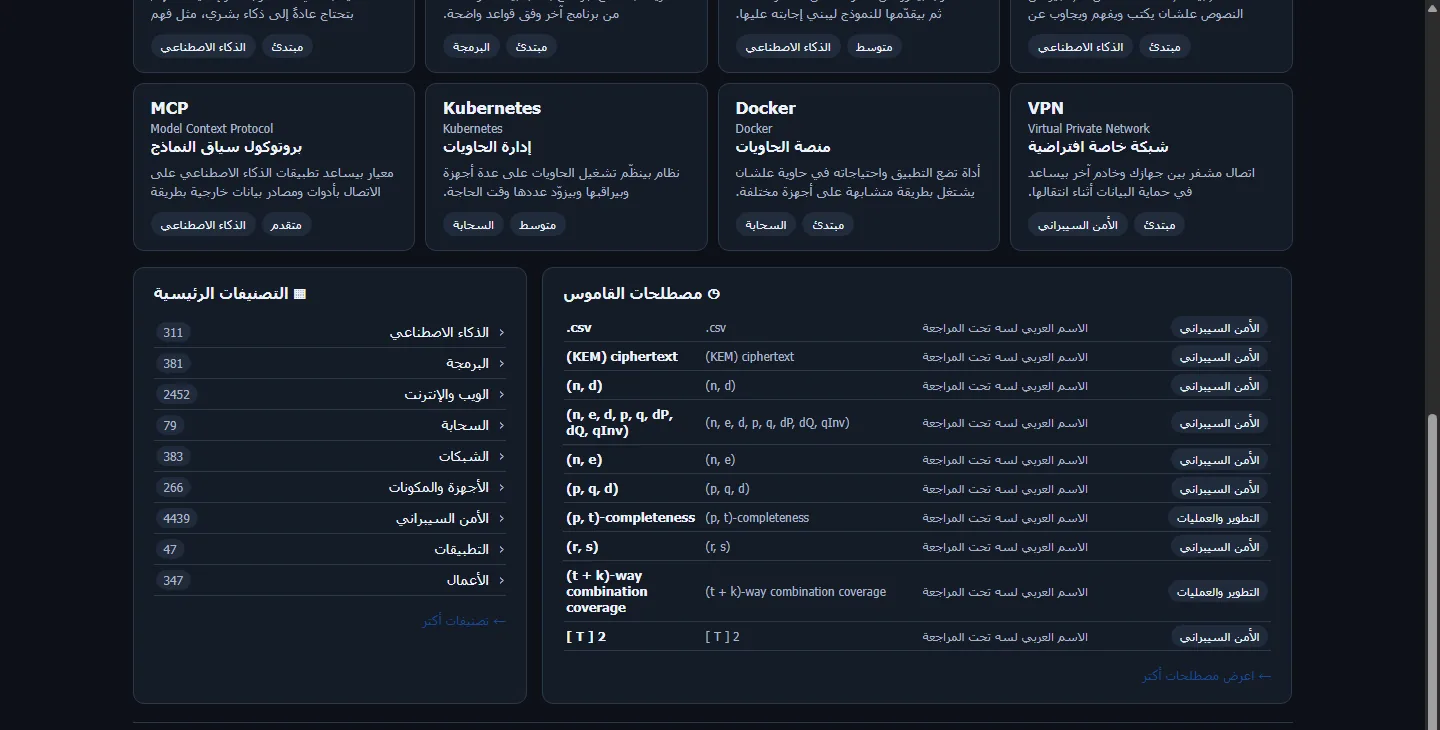 النصوص علشان يكتب ويفهم ويجاوب عن
مبتدئ
الذكاء الاصطناعي
ثم بيقدّمها للنموذج ليبني إجابته عليها.
متوسط
الذكاء الاصطناعي
من برنامج آخر وفق قواعد واضحة.
مبتدئ
البرمجة
بتحتاج عادةً إلى ذكاء بشري، مثل فهم
مبتدئ
الذكاء الاصطناعي
VPN
Virtual Private Network
شبكة خاصة افتراضية
اتصال مشفر بين جهازك وخادم آخر بيساعد
في حماية البيانات أثناء انتقالها.
مبتدئ
الأمن السيبراني
Docker
Docker
منصة الحاويات
أداة تضع التطبيق واحتياجاته في حاوية علشان
يشتغل بطريقة متشابهة على أجهزة مختلفة.
مبتدئ
السحابة
Kubernetes
Kubernetes
إدارة الحاويات
نظام بينظّم تشغيل الحاويات على عدة أجهزة
وبيراقبها وبيزوّد عددها وقت الحاجة.
متوسط
السحابة
MCP
Model Context Protocol
بروتوكول سياق النماذج
معيار بيساعد تطبيقات الذكاء الاصطناعي على
الاتصال بأدوات ومصادر بيانات خارجية بطريقة
متقدم
الذكاء الاصطناعي
مصطلحات القاموس
.csv .csv الاسم العربي لسه تحت المراجعة الأمن السيبراني
(KEM) ciphertext (KEM) ciphertext الاسم العربي لسه تحت المراجعة الأمن السيبراني
(n, d) (n, d) الاسم العربي لسه تحت المراجعة الأمن السيبراني
(n, e, d, p, q, dP,
dQ, qInv) (n, e, d, p, q, dP, dQ, qInv) الاسم العربي لسه تحت المراجعة الأمن السيبراني
(n, e) (n, e) الاسم العربي لسه تحت المراجعة الأمن السيبراني
(p, q, d) (p, q, d) الاسم العربي لسه تحت المراجعة الأمن السيبراني
(p, t)-completeness (p, t)-completeness الاسم العربي لسه تحت المراجعة التطوير والعمليات
(r, s) (r, s) الاسم العربي لسه تحت المراجعة الأمن السيبراني
(t + k)-way
combination
coverage (t + k)-way combination coverage الاسم العربي لسه تحت المراجعة التطوير والعمليات
[ T ] 2 [ T ] 2 الاسم العربي لسه تحت المراجعة الأمن السيبراني
← اعرض مصطلحات أكثر
التصنيفات الرئيسية
الذكاء الاصطناعي 311
البرمجة 381
الويب والإنترنت 2452
السحابة 79
الشبكات 383
الأجهزة والمكونات 266
الأمن السيبراني 4439
التطبيقات 47
الأعمال 347
← تصنيفات أكثر